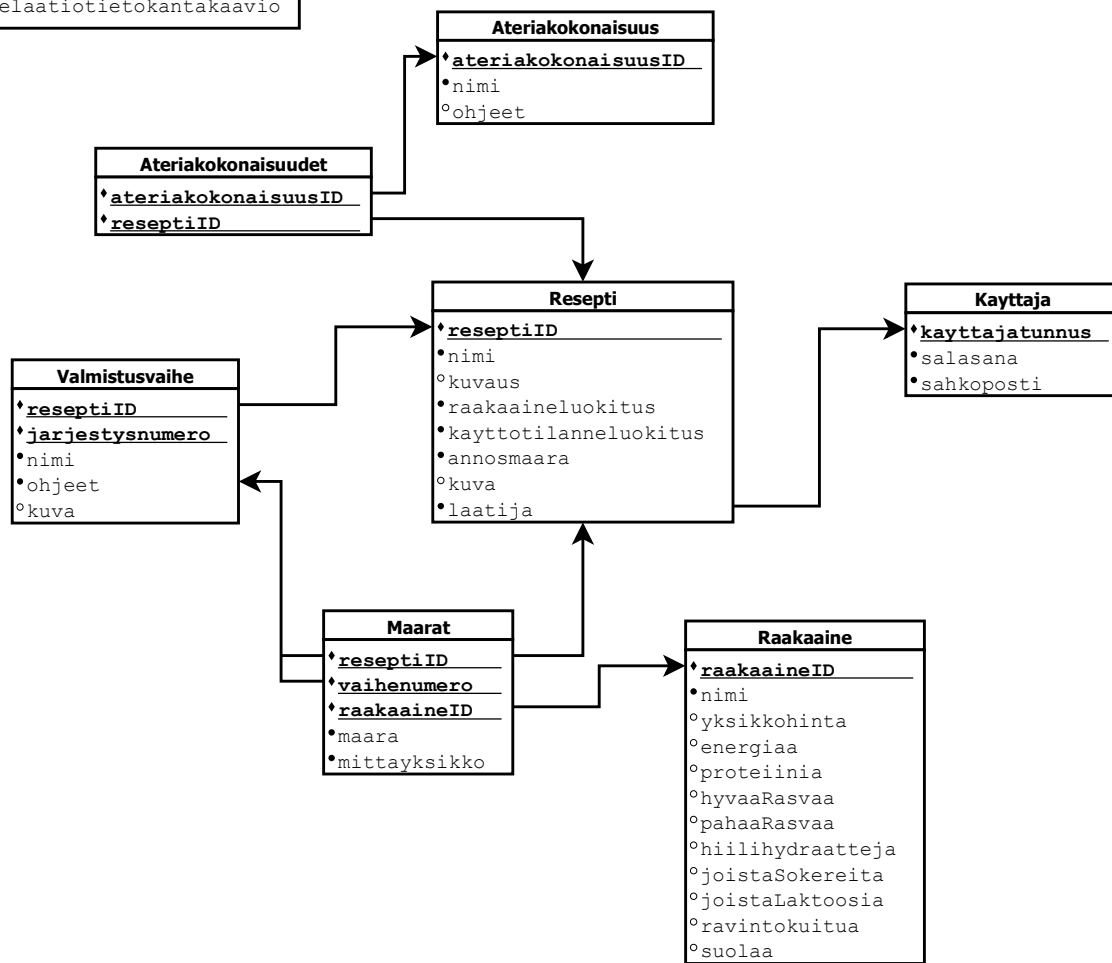 elaatiotietokantakaavio
Ateriakokonaisuus
ateriakokonaisuusID
nimi
ohjeet
Ateriakokonaisuudet
ateriakokonaisuusID
reseptiID
Resepti
reseptiID
nimi
kuvaus
raakaaineluokitus
kayttotilanneluokitus
annosmaara
kuva
laatija
Kayttaja
kayttajatunnus
salasana
sahkoposti
Valmistusvaihe
reseptiID
jarjestysnumero
nimi
ohjeet
kuva
Maarat
reseptiID
vaihenumero
raakaaineID
maara
mittayksikko
Raakaaine
raakaaineID
nimi
yksikkohinta
energiaa
proteiinia
hyvaaRasvaa
pahaaRasvaa
hiilihydraatteja
joistaSokereita
joistaLaktoosia
ravintokuitua
suolaa